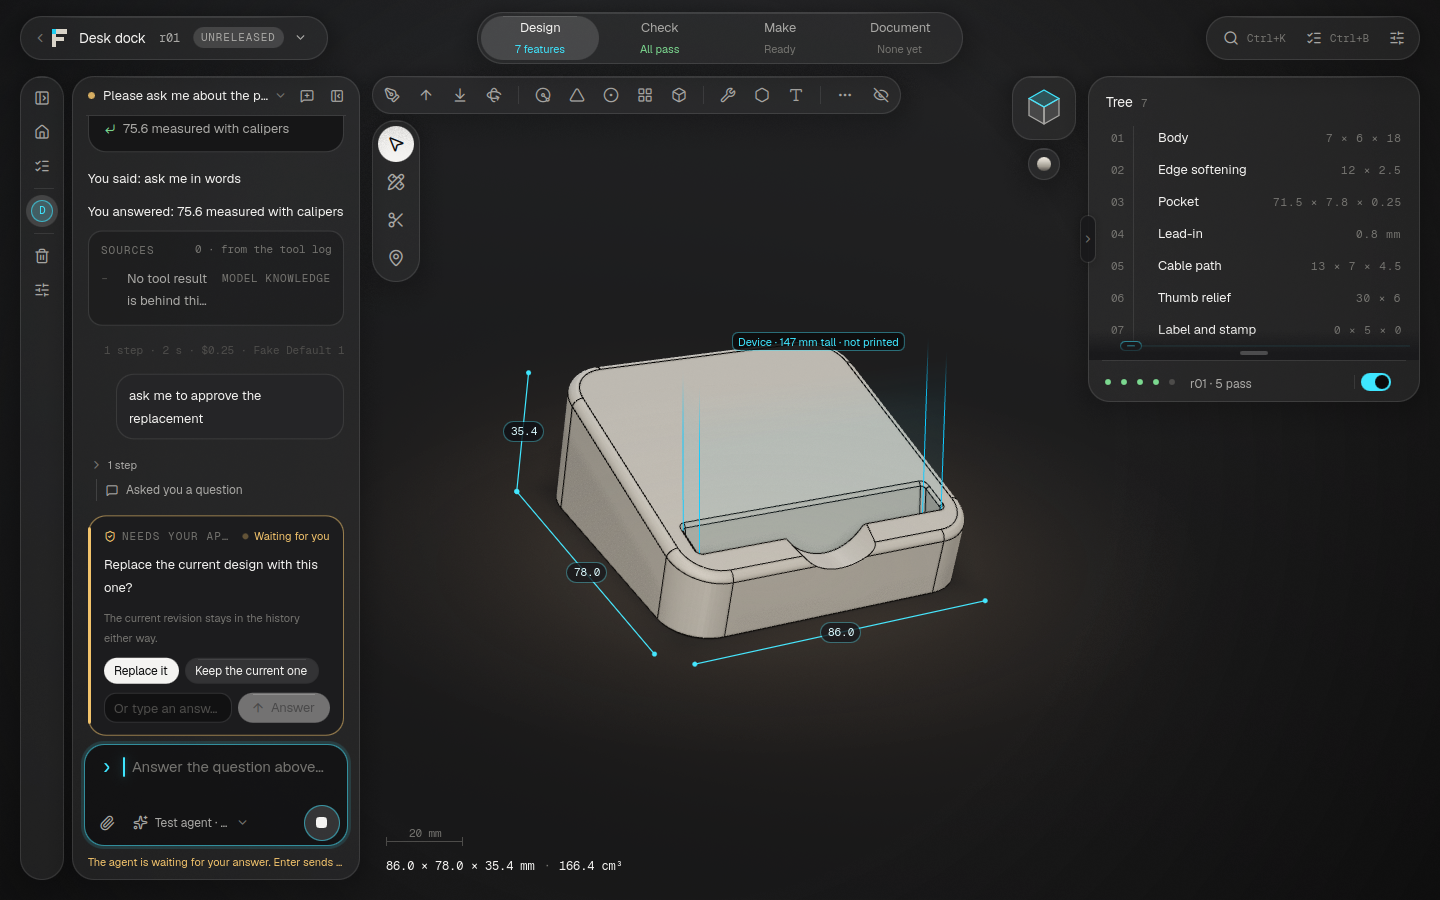 Desk dock r01 UNRELEASED
Design
7 features
Check
All pass
Make
Ready
Document
None yet
Ctrl+K
Ctrl+B
Please ask me about the p…
75.6 measured with calipers
You said: ask me in words
You answered: 75.6 measured with calipers
SOURCES 0 · from the tool log
– No tool result MODEL KNOWLEDGE
is behind thi…
1 step · 2 s · $0.25 · Fake Default 1
ask me to approve the
replacement
1 step
Asked you a question
NEEDS YOUR AP… Waiting for you
Replace the current design with this
one?
The current revision stays in the history
either way.
Replace it Keep the current one
Or type an answ… Answer
Answer the question above…
Test agent · …
The agent is waiting for your answer. Enter sends …
D
T
Device · 147 mm tall · not printed
35.4
78.0
86.0
20 mm
86.0 × 78.0 × 35.4 mm · 166.4 cm³
Tree 7
01 Body 7 × 6 × 18
02 Edge softening 12 × 2.5
03 Pocket 71.5 × 7.8 × 0.25
04 Lead-in 0.8 mm
05 Cable path 13 × 7 × 4.5
06 Thumb relief 30 × 6
07 Label and stamp 0 × 5 × 0
r01 · 5 pass